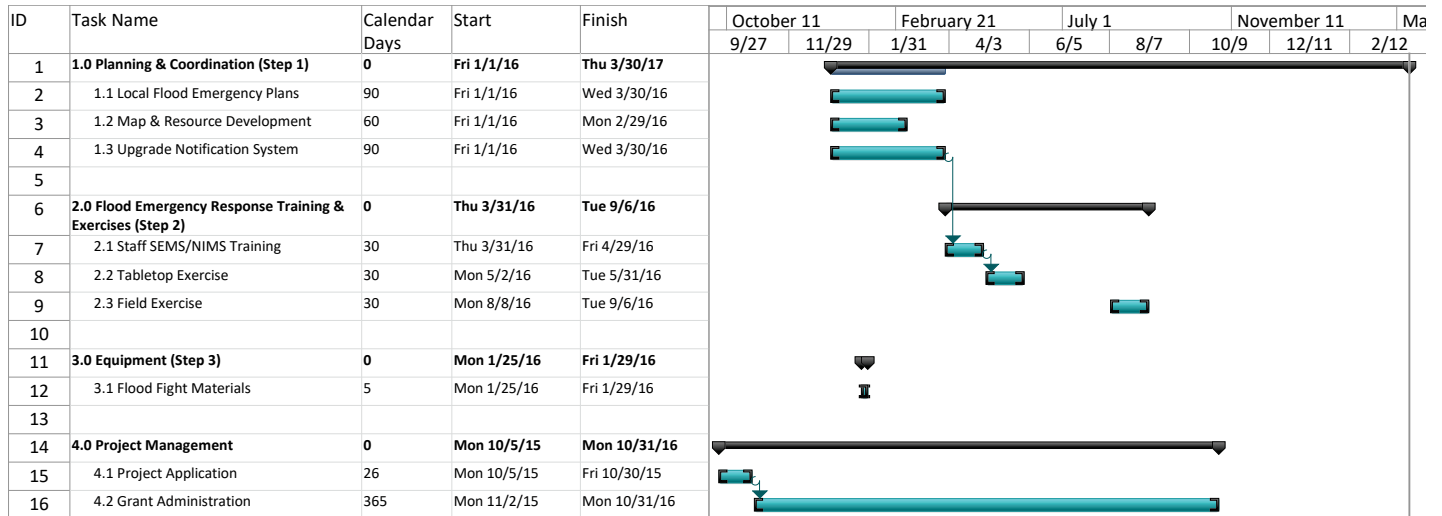 ID Task Name Calendar Days Start Finish October 11 February 21 July 1 November 11 Ma
9/27 11/29 1/31 4/3 6/5 8/7 10/9 12/11 2/12
1 1.0 Planning & Coordination (Step 1) 0 Fri 1/1/16 Thu 3/30/17
2 1.1 Local Flood Emergency Plans 90 Fri 1/1/16 Wed 3/30/16
3 1.2 Map & Resource Development 60 Fri 1/1/16 Mon 2/29/16
4 1.3 Upgrade Notification System 90 Fri 1/1/16 Wed 3/30/16
5
6 2.0 Flood Emergency Response Training & Exercises (Step 2) 0 Thu 3/31/16 Tue 9/6/16
7 2.1 Staff SEMS/NIMS Training 30 Thu 3/31/16 Fri 4/29/16
8 2.2 Tabletop Exercise 30 Mon 5/2/16 Tue 5/31/16
9 2.3 Field Exercise 30 Mon 8/8/16 Tue 9/6/16
10
11 3.0 Equipment (Step 3) 0 Mon 1/25/16 Fri 1/29/16
12 3.1 Flood Fight Materials 5 Mon 1/25/16 Fri 1/29/16
13
14 4.0 Project Management 0 Mon 10/5/15 Mon 10/31/16
15 4.1 Project Application 26 Mon 10/5/15 Fri 10/30/15
16 4.2 Grant Administration 365 Mon 11/2/15 Mon 10/31/16